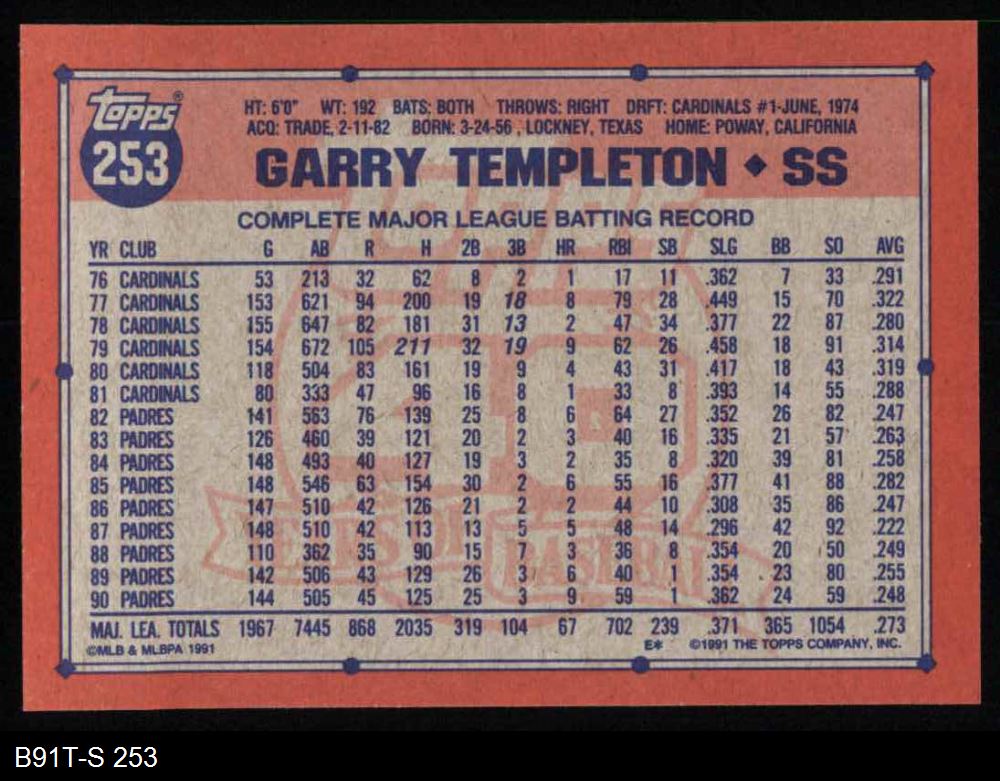 topps®
253
HT: 6'0" WT: 192 BATS: BOTH THROWS: RIGHT DRFT: CARDINALS #1-JUNE, 1974
ACQ: TRADE, 2-11-82 BORN: 3-24-56, LOCKNEY, TEXAS HOME: POWAY, CALIFORNIA
GARRY TEMPLETON ◆ SS
COMPLETE MAJOR LEAGUE BATTING RECORD
YR CLUB G AB R H 2B 3B HR RBI SB SLG BB SO AVG
76 CARDINALS 53 213 32 62 8 2 1 17 11 .362 7 33 .291
77 CARDINALS 153 621 94 200 19 18 8 79 28 .449 15 70 .322
78 CARDINALS 155 647 82 181 31 13 2 47 34 .377 22 87 .280
79 CARDINALS 154 672 105 211 32 19 9 62 26 .458 18 91 .314
80 CARDINALS 118 504 83 161 19 9 4 43 31 .417 18 43 .319
81 CARDINALS 80 333 47 96 16 8 1 33 8 .393 14 55 .288
82 PADRES 141 563 76 139 25 8 6 64 27 .352 26 82 .247
83 PADRES 126 460 39 121 20 2 3 40 16 .335 21 57 .263
84 PADRES 148 493 40 127 19 3 2 35 8 .320 39 81 .258
85 PADRES 148 546 63 154 30 2 6 55 16 .377 41 88 .282
86 PADRES 147 510 42 126 21 2 2 44 10 .308 35 86 .247
87 PADRES 148 510 42 113 13 5 5 48 14 .296 42 92 .222
88 PADRES 110 362 35 90 15 7 3 36 8 .354 20 50 .249
89 PADRES 142 506 43 129 26 3 6 40 1 .354 23 80 .255
90 PADRES 144 505 45 125 25 3 9 59 1 .362 24 59 .248
MAJ. LEA. TOTALS 1967 7445 868 2035 319 104 67 702 239 .371 365 1054 .273
©MLB & MLBPA 1991 E* ©1991 THE TOPPS COMPANY, INC.
topps
40
YEARS OF BASEBALL
B91T-S 253